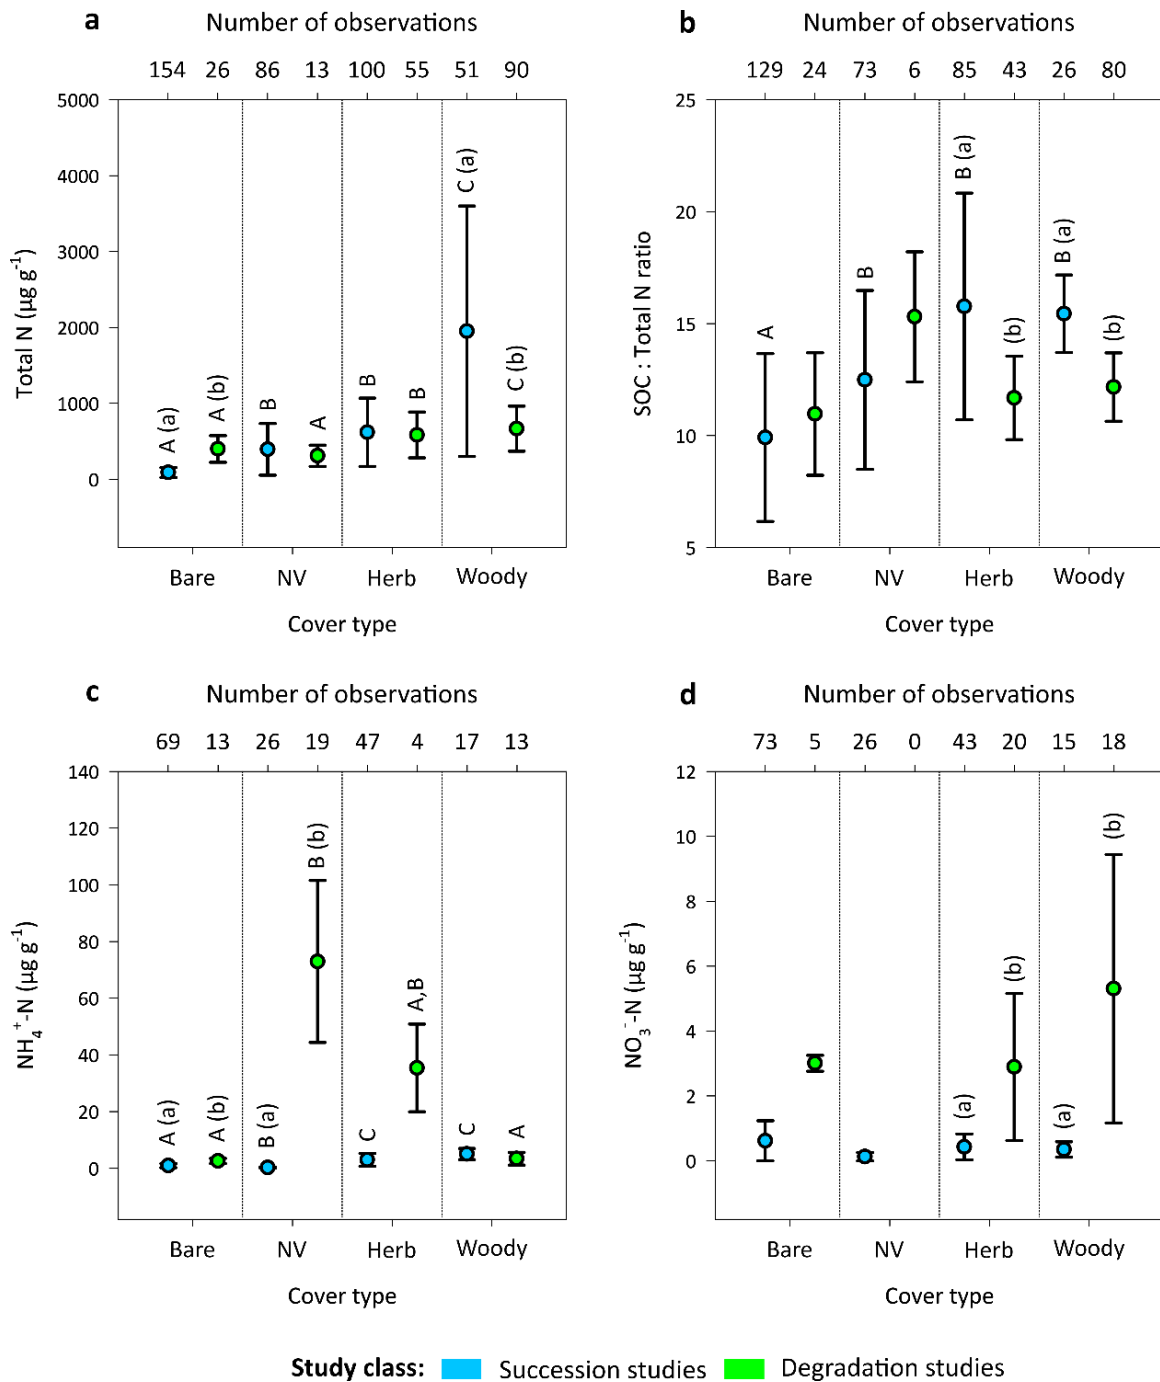 a
Number of observations
154 26 86 13 100 55 51 90
5000
4000
3000
2000
1000
0
Total N (µg g⁻¹)
A (a)
A (b)
B
A
B
B
C (a)
C (b)
Bare NV Herb Woody
Cover type
b
Number of observations
129 24 73 6 85 43 26 80
25
20
15
10
5
SOC : Total N ratio
A
B
B (a)
(b)
B (a)
(b)
Bare NV Herb Woody
Cover type
c
Number of observations
69 13 26 19 47 4 17 13
140
120
100
80
60
40
20
0
NH₄⁺-N (µg g⁻¹)
A (a)
A (b)
B (a)
B (b)
C
A,B
C
A
Bare NV Herb Woody
Cover type
d
Number of observations
73 5 26 0 43 20 15 18
12
10
8
6
4
2
0
NO₃⁻-N (µg g⁻¹)
(a)
(b)
(a)
(b)
Bare NV Herb Woody
Cover type
Study class: Succession studies Degradation studies